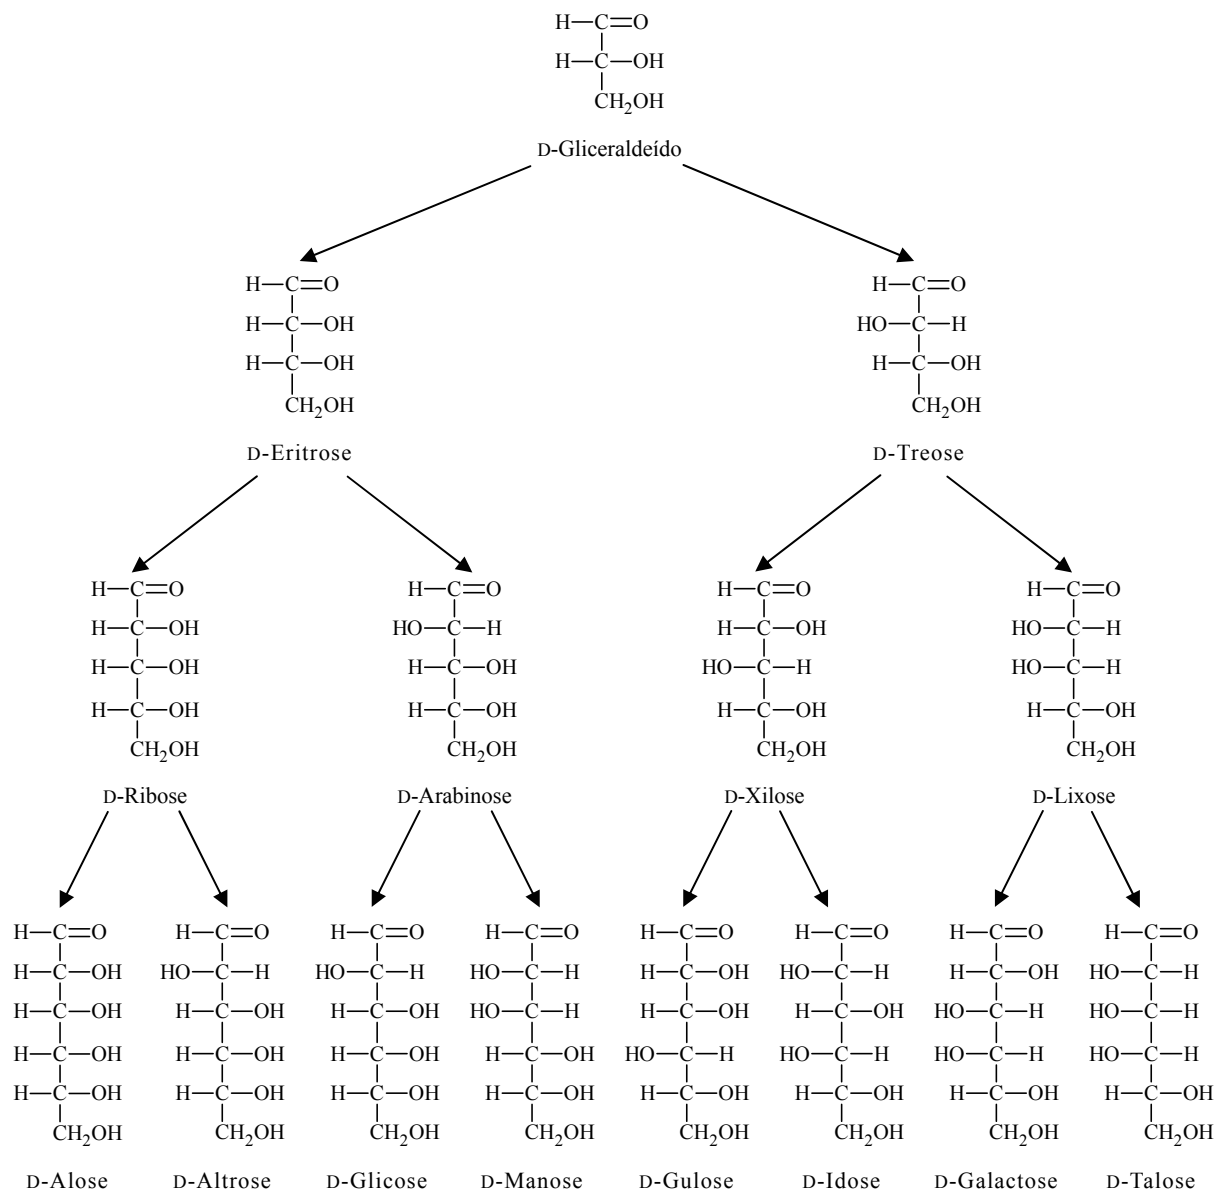 H—C=O
H—C—OH
CH2OH
D-Gliceraldeído
H—C=O H—C=O
H—C—OH HO—C—H
H—C—OH H—C—OH
CH2OH CH2OH
D-Eritrose D-Treose
H—C=O H—C=O H—C=O H—C=O
H—C—OH HO—C—H H—C—OH HO—C—H
H—C—OH H—C—OH HO—C—H HO—C—H
H—C—OH H—C—OH H—C—OH H—C—OH
CH2OH CH2OH CH2OH CH2OH
D-Ribose D-Arabinose D-Xilose D-Lixose
H—C=O H—C=O H—C=O H—C=O H—C=O H—C=O H—C=O H—C=O
H—C—OH HO—C—H HO—C—H HO—C—H H—C—OH HO—C—H H—C—OH HO—C—H
H—C—OH H—C—OH H—C—OH HO—C—H H—C—OH H—C—OH HO—C—H HO—C—H
H—C—OH H—C—OH H—C—OH H—C—OH HO—C—H HO—C—H HO—C—H HO—C—H
H—C—OH H—C—OH H—C—OH H—C—OH H—C—OH H—C—OH H—C—OH H—C—OH
CH2OH CH2OH CH2OH CH2OH CH2OH CH2OH CH2OH CH2OH
D-Alose D-Altrose D-Glicose D-Manose D-Gulose D-Idose D-Galactose D-Talose